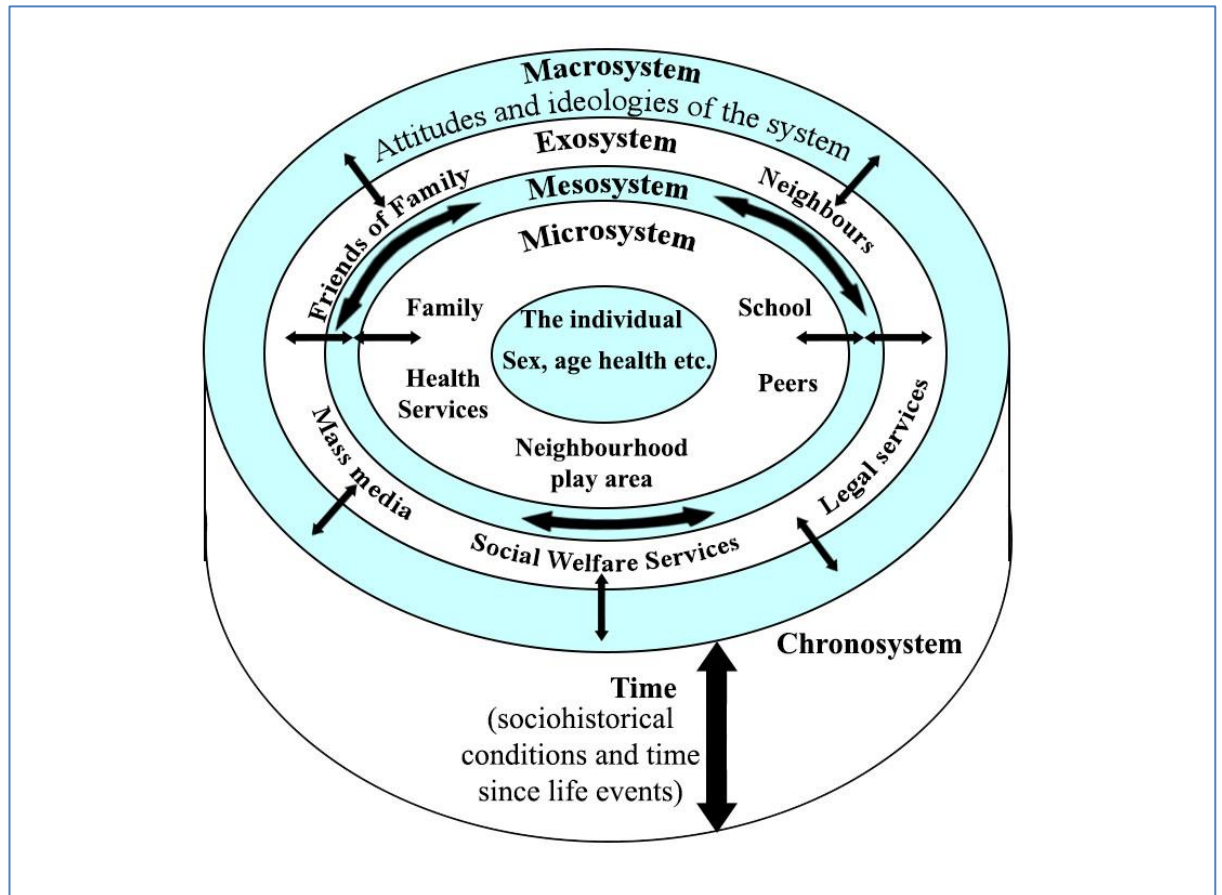 Macrosystem
Attitudes and ideologies of the system
Exosystem
Mesosystem
Microsystem
Friends of Family
Neighbours
Family
School
The individual
Sex, age health etc.
Health
Services
Peers
Neighbourhood
play area
Mass media
Legal services
Social Welfare Services
Chronosystem
Time
(sociohistorical
conditions and time
since life events)